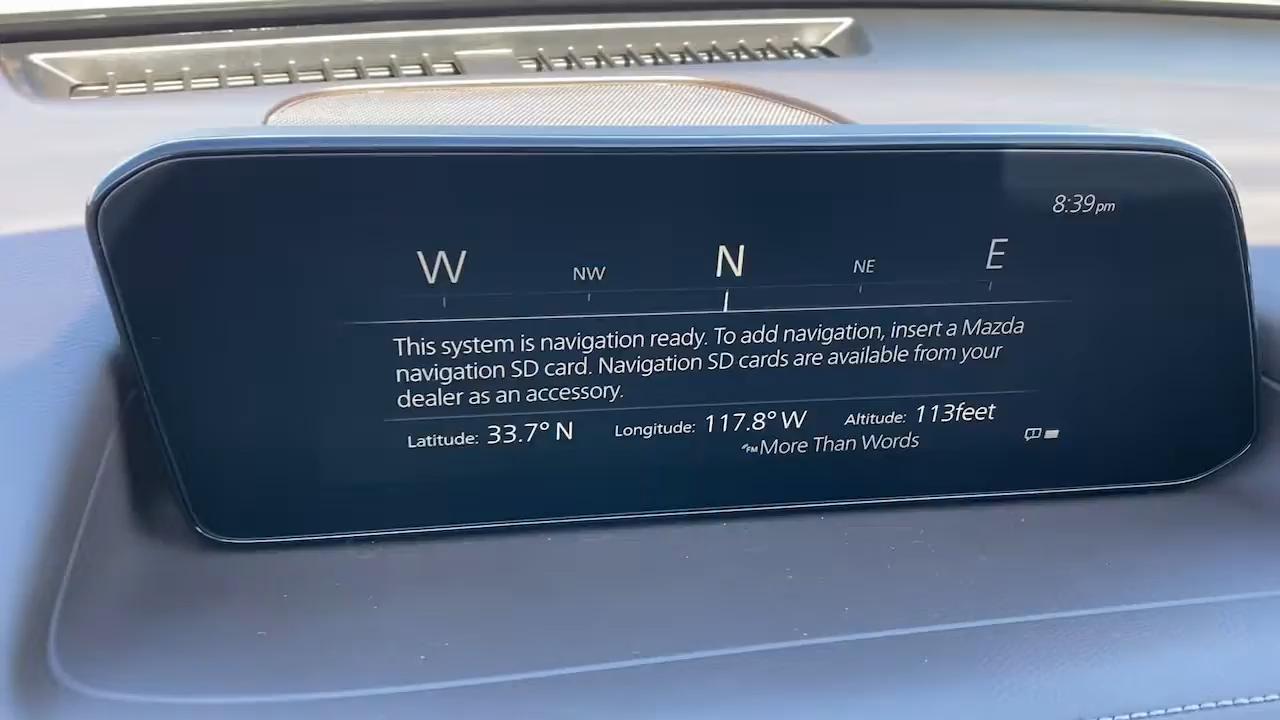 8:39pm
W NW N NE E
This system is navigation ready. To add navigation, insert a Mazda
navigation SD card. Navigation SD cards are available from your
dealer as an accessory.
Latitude: 33.7° N Longitude: 117.8° W Altitude: 113feet
FM More Than Words